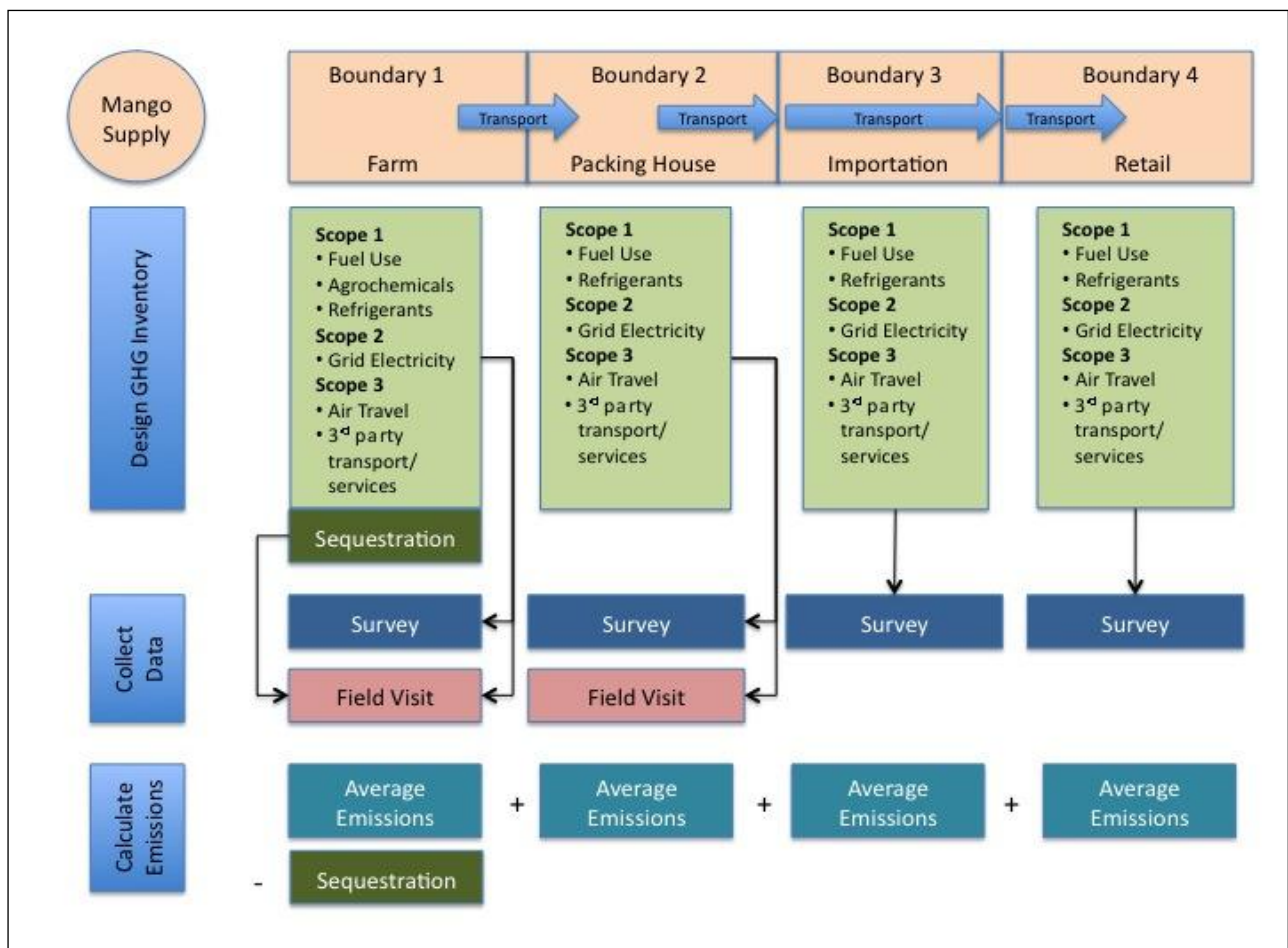 Mango
Supply
Boundary 1
Boundary 2
Boundary 3
Boundary 4
Transport
Transport
Transport
Transport
Farm
Packing House
Importation
Retail
Design GHG Inventory
Scope 1
• Fuel Use
• Agrochemicals
• Refrigerants
Scope 2
• Grid Electricity
Scope 3
• Air Travel
• 3rd party
transport/
services
Sequestration
Scope 1
• Fuel Use
• Refrigerants
Scope 2
• Grid Electricity
Scope 3
• Air Travel
• 3rd party
transport/
services
Scope 1
• Fuel Use
• Refrigerants
Scope 2
• Grid Electricity
Scope 3
• Air Travel
• 3rd party
transport/
services
Scope 1
• Fuel Use
• Refrigerants
Scope 2
• Grid Electricity
Scope 3
• Air Travel
• 3rd party
transport/
services
Collect
Data
Survey
Survey
Survey
Survey
Field Visit
Field Visit
Calculate
Emissions
Average
Emissions
+
Average
Emissions
+
Average
Emissions
+
Average
Emissions
-
Sequestration